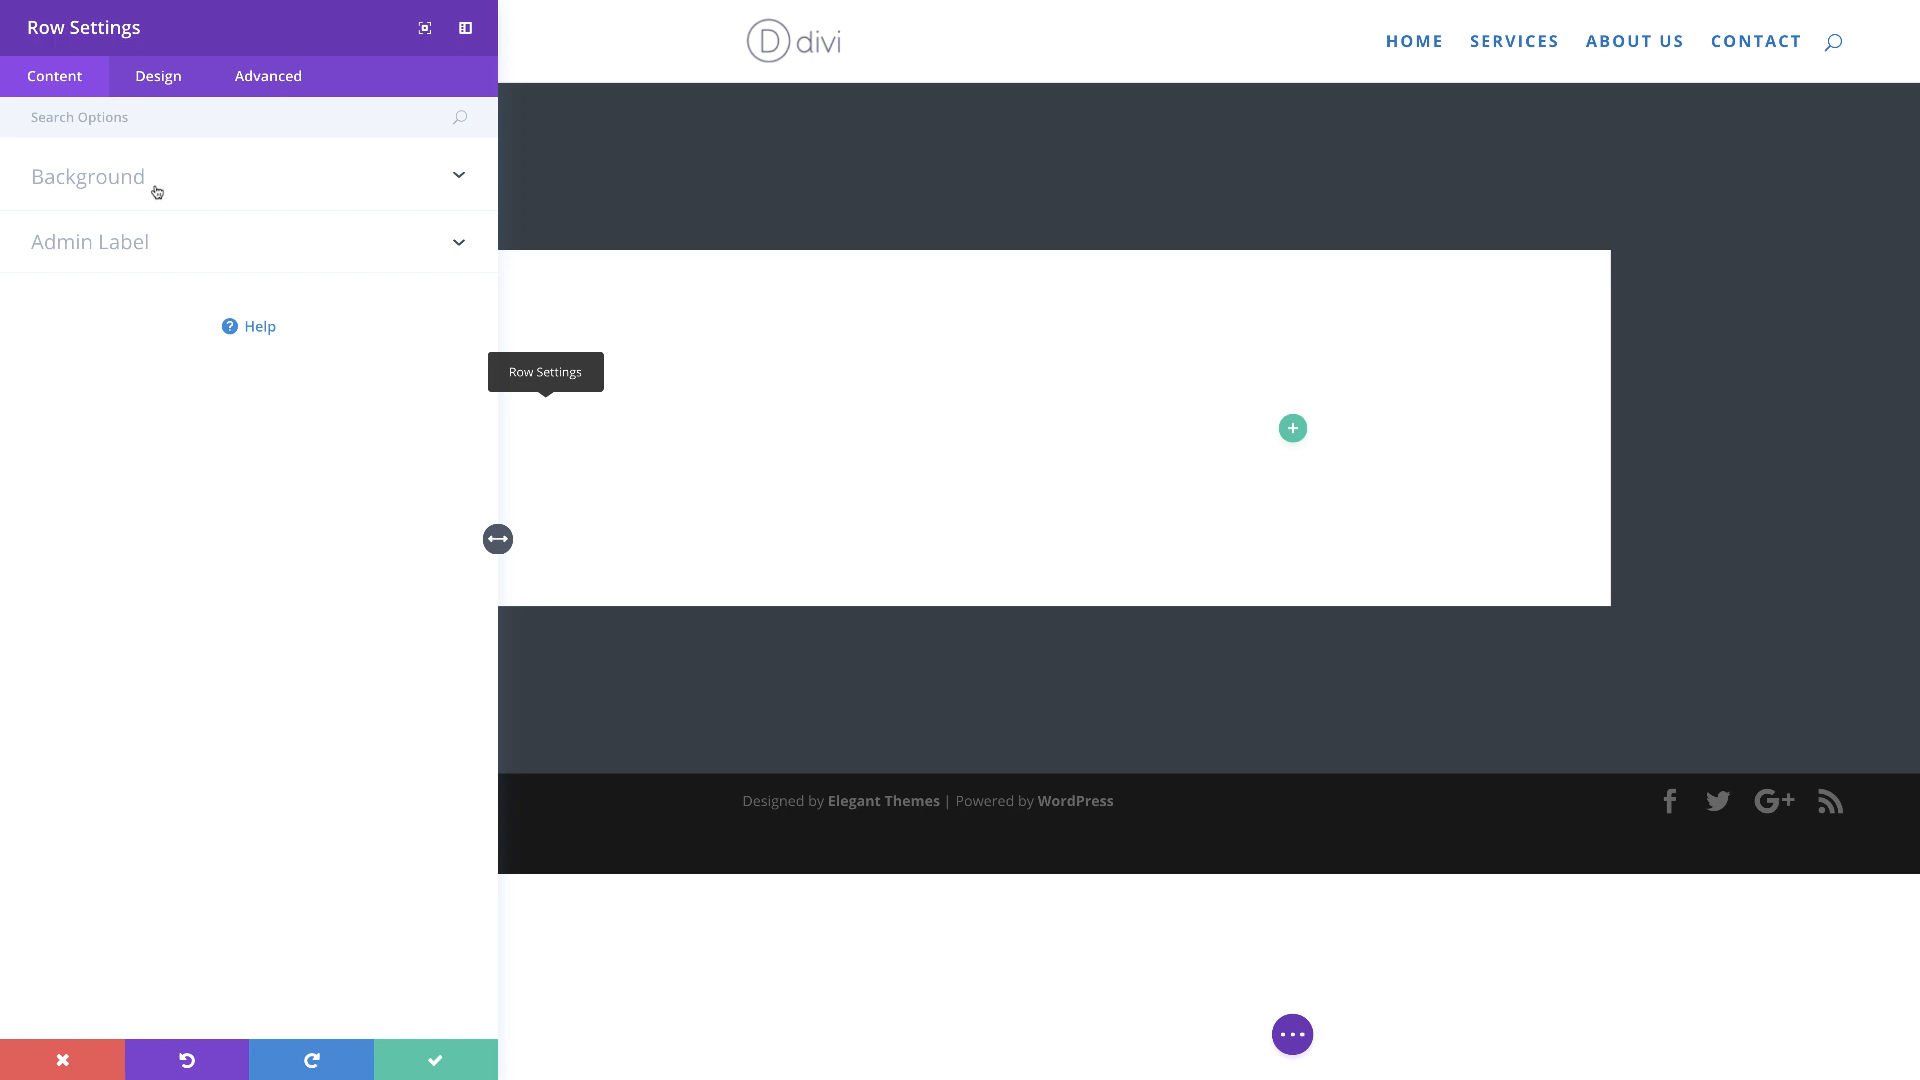 Row Settings
Content Design Advanced
Search Options
Background
Admin Label
? Help
D divi
HOME SERVICES ABOUT US CONTACT
Row Settings
Designed by Elegant Themes | Powered by WordPress